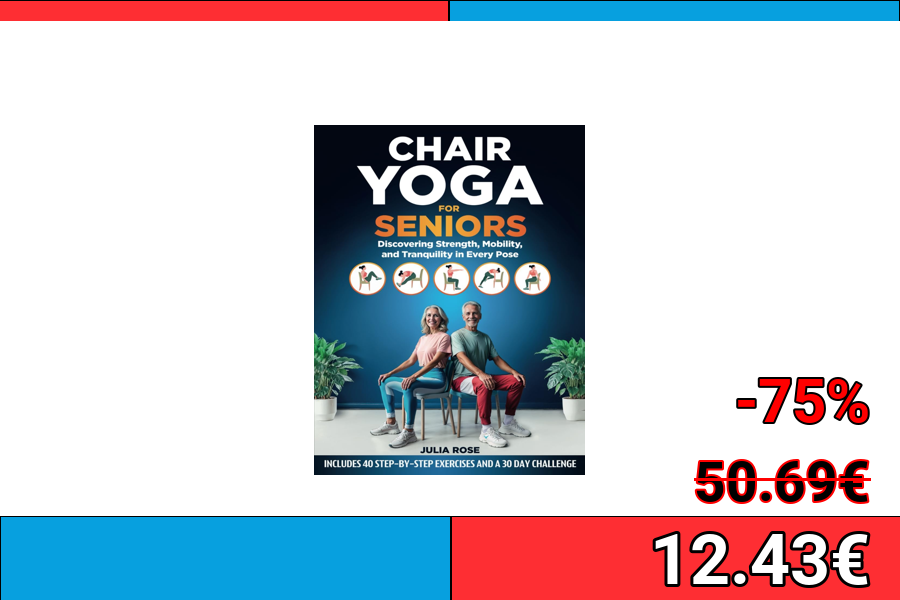 CHAIR
YOGA
FOR
SENIORS
Discovering Strength, Mobility,
and Tranquility in Every Pose
JULIA ROSE
INCLUDES 40 STEP-BY-STEP EXERCISES AND A 30 DAY CHALLENGE
-75%
50.69€
12.43€